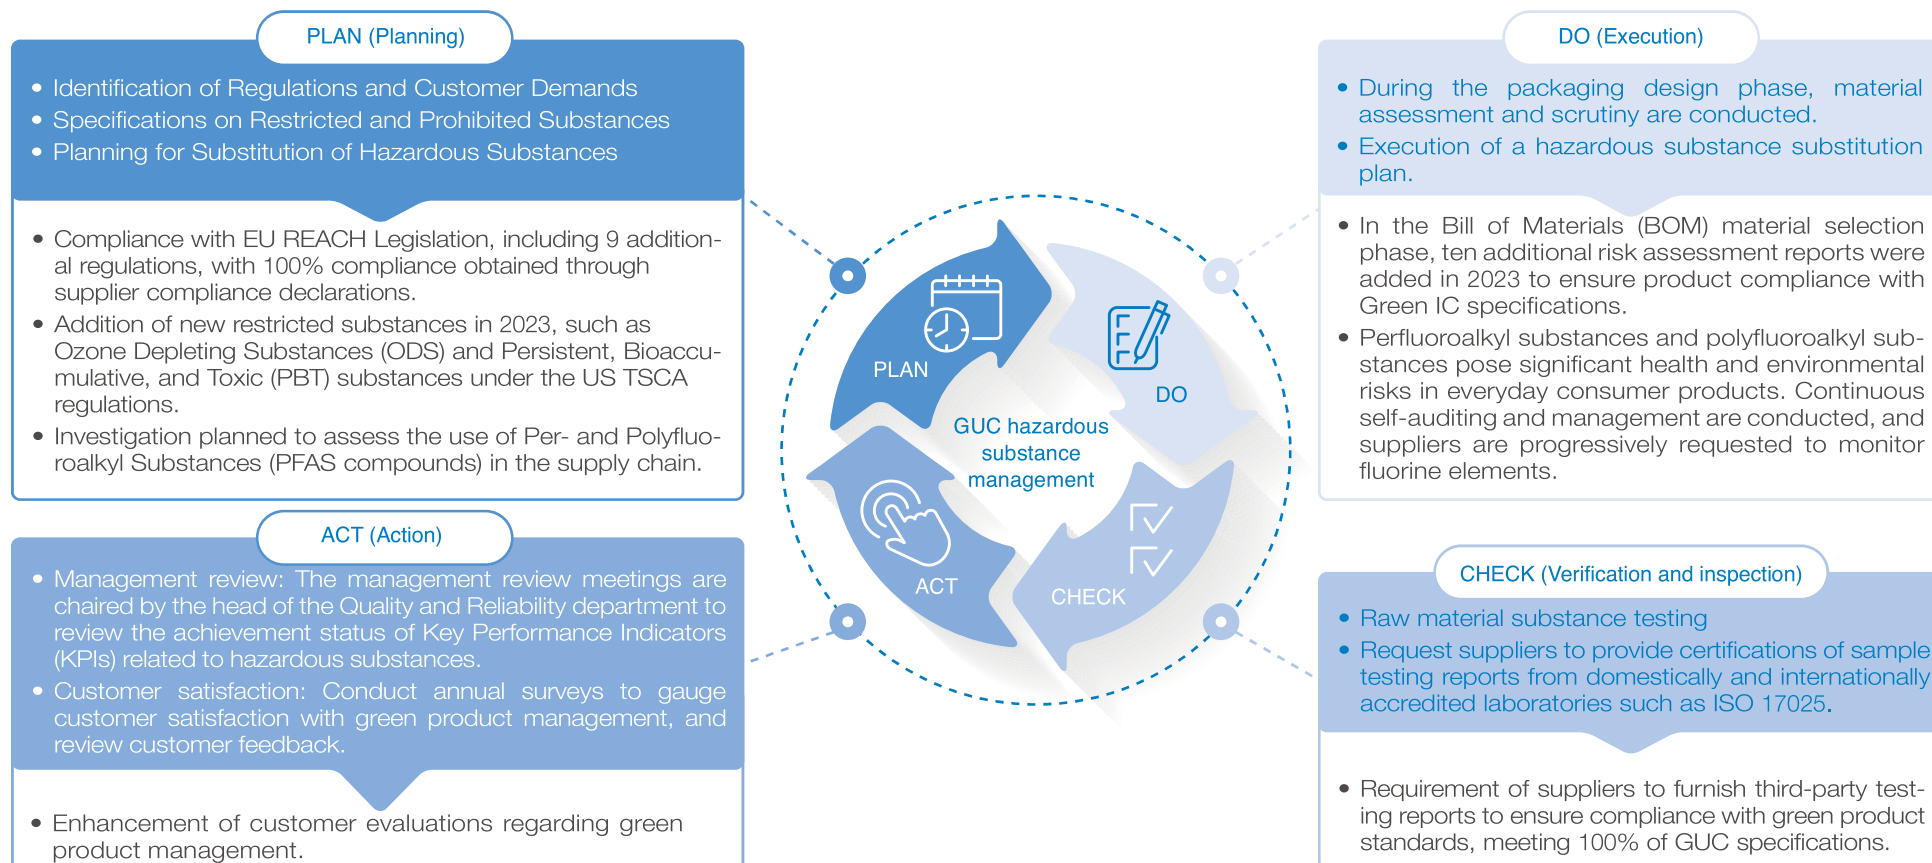 PLAN (Planning)
• Identification of Regulations and Customer Demands
• Specifications on Restricted and Prohibited Substances
• Planning for Substitution of Hazardous Substances
• Compliance with EU REACH Legislation, including 9 addition-
al regulations, with 100% compliance obtained through
supplier compliance declarations.
• Addition of new restricted substances in 2023, such as
Ozone Depleting Substances (ODS) and Persistent, Bioaccu-
mulative, and Toxic (PBT) substances under the US TSCA
regulations.
• Investigation planned to assess the use of Per- and Polyfluo-
roalkyl Substances (PFAS compounds) in the supply chain.
DO (Execution)
• During the packaging design phase, material
assessment and scrutiny are conducted.
• Execution of a hazardous substance substitution
plan.
• In the Bill of Materials (BOM) material selection
phase, ten additional risk assessment reports were
added in 2023 to ensure product compliance with
Green IC specifications.
• Perfluoroalkyl substances and polyfluoroalkyl sub-
stances pose significant health and environmental
risks in everyday consumer products. Continuous
self-auditing and management are conducted, and
suppliers are progressively requested to monitor
fluorine elements.
PLAN
DO
GUC hazardous
substance
management
ACT
CHECK
ACT (Action)
• Management review: The management review meetings are
chaired by the head of the Quality and Reliability department to
review the achievement status of Key Performance Indicators
(KPIs) related to hazardous substances.
• Customer satisfaction: Conduct annual surveys to gauge
customer satisfaction with green product management, and
review customer feedback.
• Enhancement of customer evaluations regarding green
product management.
CHECK (Verification and inspection)
• Raw material substance testing
• Request suppliers to provide certifications of sample
testing reports from domestically and internationally
accredited laboratories such as ISO 17025.
• Requirement of suppliers to furnish third-party test-
ing reports to ensure compliance with green product
standards, meeting 100% of GUC specifications.